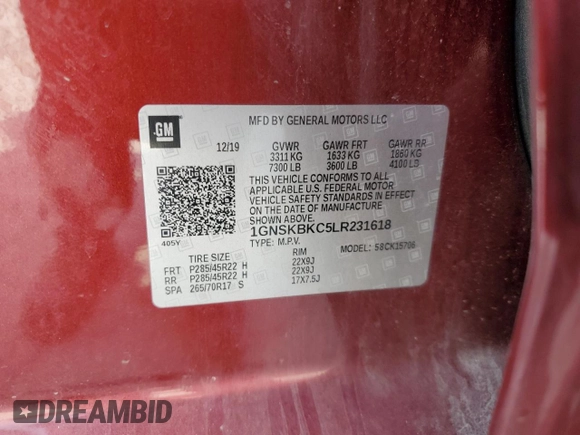 GM
MFD BY GENERAL MOTORS LLC
12/19 GVWR GAWR FRT GAWR RR
3311 KG 1633 KG 1860 KG
7300 LB 3600 LB 4100 LB
THIS VEHICLE CONFORMS TO ALL
APPLICABLE U.S. FEDERAL MOTOR
VEHICLE SAFETY STANDARDS IN EFFECT
ON THE DATE OF MANUFACTURE
SHOWN ABOVE.
1GNSKBKC5LR231618
405Y
TYPE: M.P.V. MODEL: S8CK15706
TIRE SIZE RIM
FRT P285/45R22 H 22X9J
RR P285/45R22 H 22X9J
SPA 265/70R17 S 17X7.5J
DREAMBID